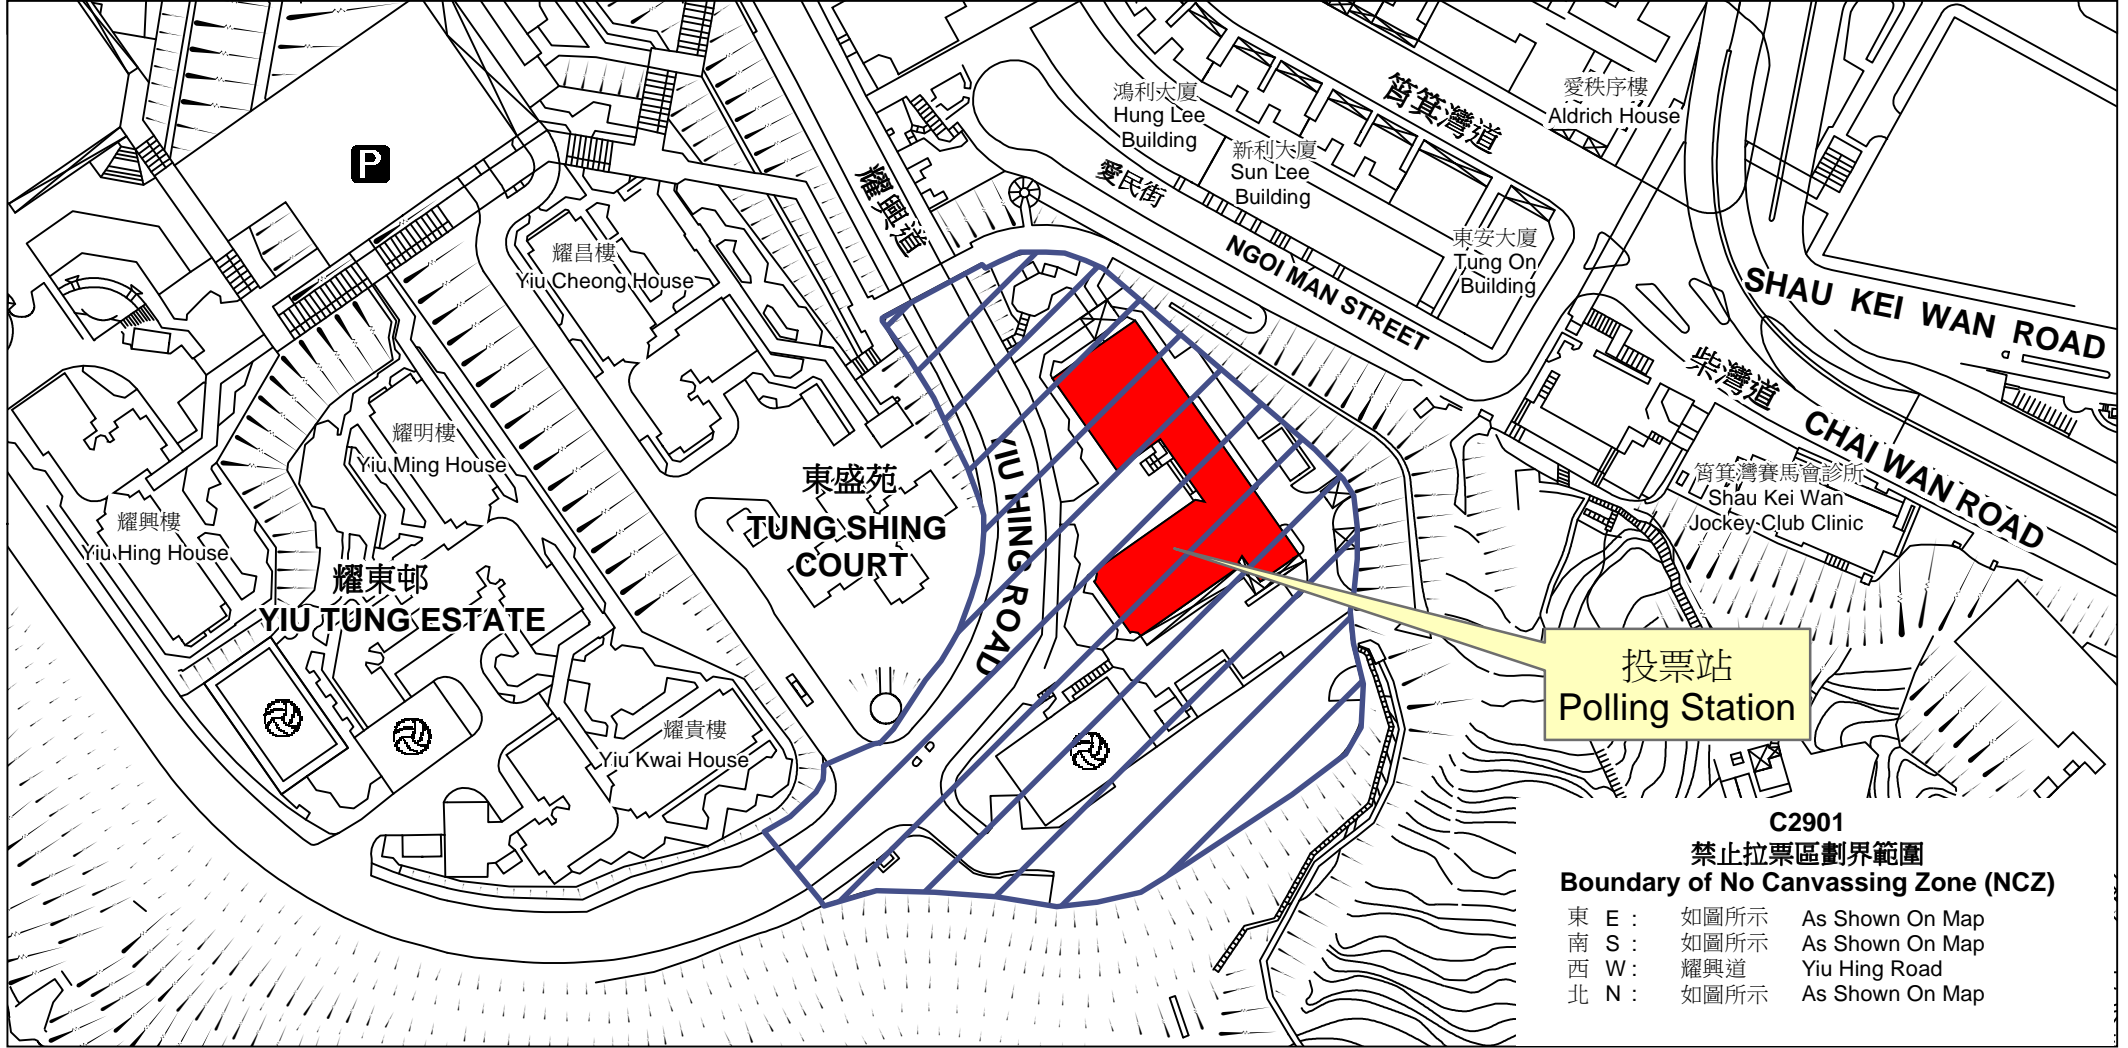 P
鴻利大廈
Hung Lee
Building
新利大廈
Sun Lee
Building
筲箕灣道
愛秩序樓
Aldrich House
愛民街
NGOI MAN STREET
東安大廈
Tung On
Building
耀興道
耀昌樓
Yiu Cheong House
SHAU KEI WAN ROAD
柴灣道 CHAI WAN ROAD
耀明樓
Yiu Ming House
東盛苑
TUNG SHING
COURT
YIU HING ROAD
筲箕灣賽馬會診所
Shau Kei Wan
Jockey Club Clinic
耀興樓
Yiu Hing House
耀東邨
YIU TUNG ESTATE
耀貴樓
Yiu Kwai House
投票站
Polling Station
C2901
禁止拉票區劃界範圍
Boundary of No Canvassing Zone (NCZ)
東 E : 如圖所示 As Shown On Map
南 S : 如圖所示 As Shown On Map
西 W : 耀興道 Yiu Hing Road
北 N : 如圖所示 As Shown On Map